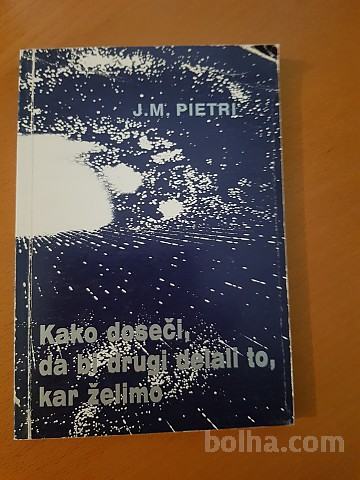 J.M. PIETRI
Kako doseči,
da bi drugi delali to,
kar želimo
bolha.com